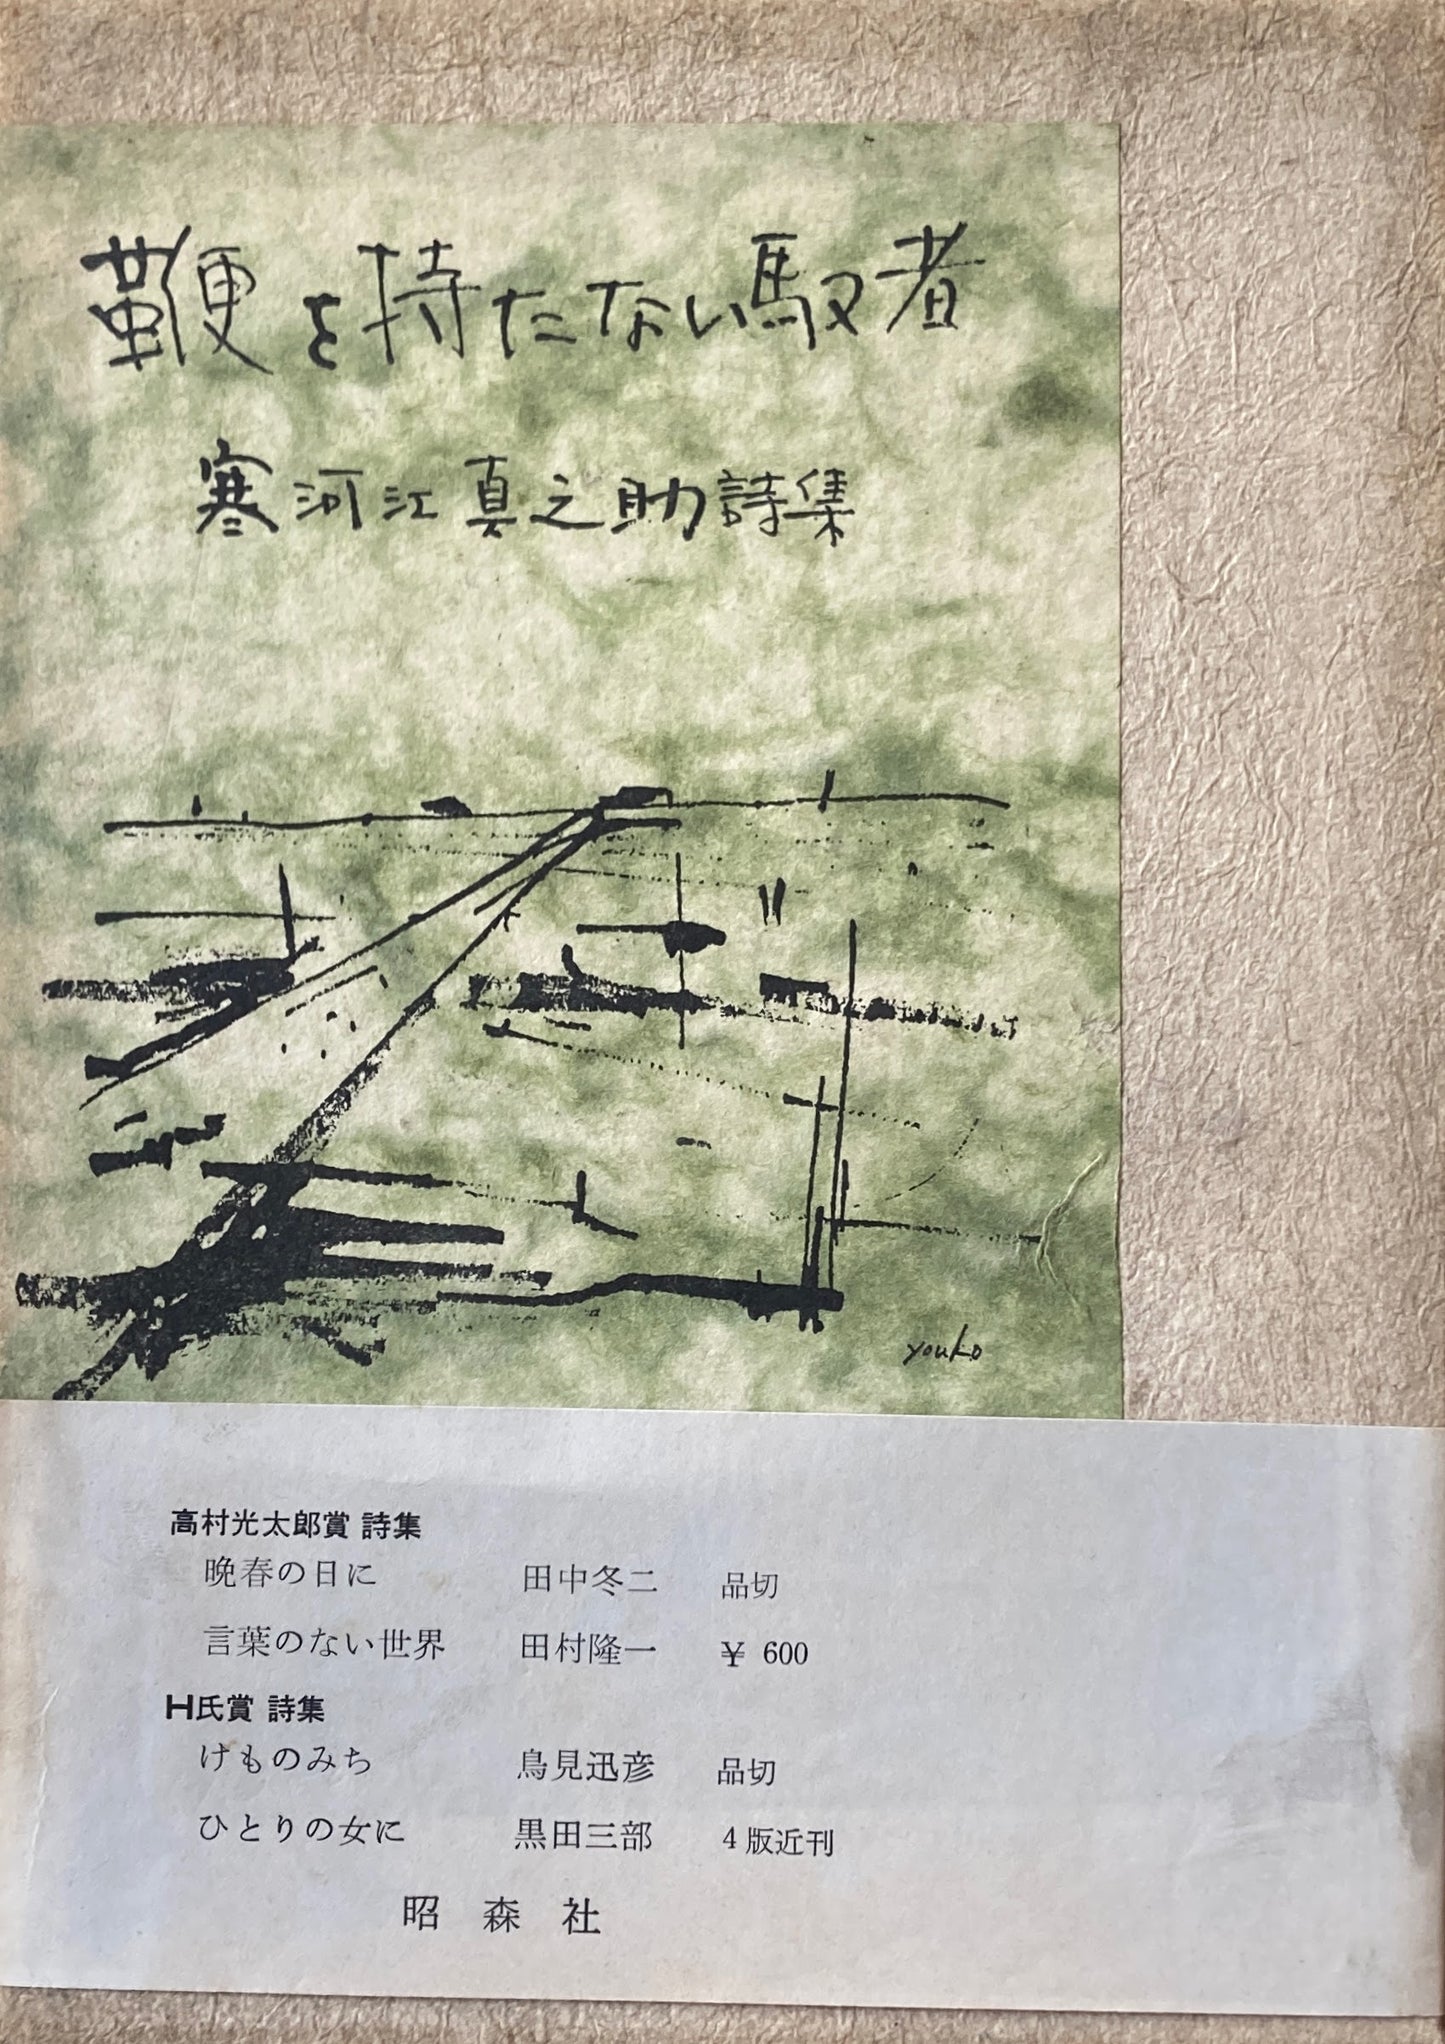 鞭を持たない馭者
寒河江真之助詩集
youko
高村光太郎賞 詩集
晩春の日に 田中冬二 品切
言葉のない世界 田村隆一 ¥ 600
H氏賞 詩集
けものみち 鳥見迅彦 品切
ひとりの女に 黒田三郎 4版近刊
昭森社